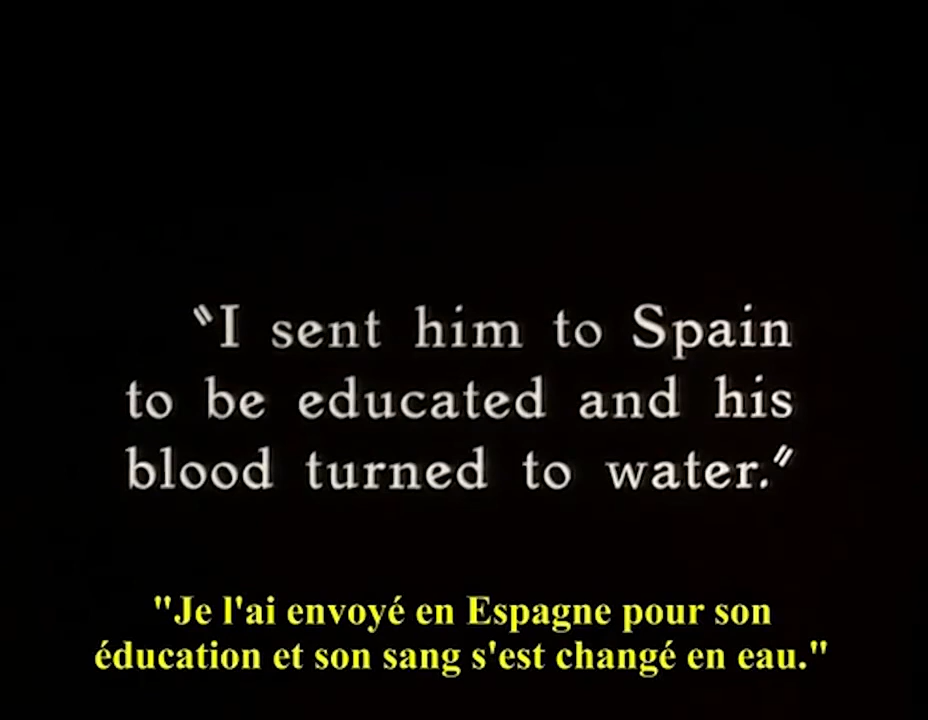 "I sent him to Spain
to be educated and his
blood turned to water."
"Je l'ai envoyé en Espagne pour son
éducation et son sang s'est changé en eau."